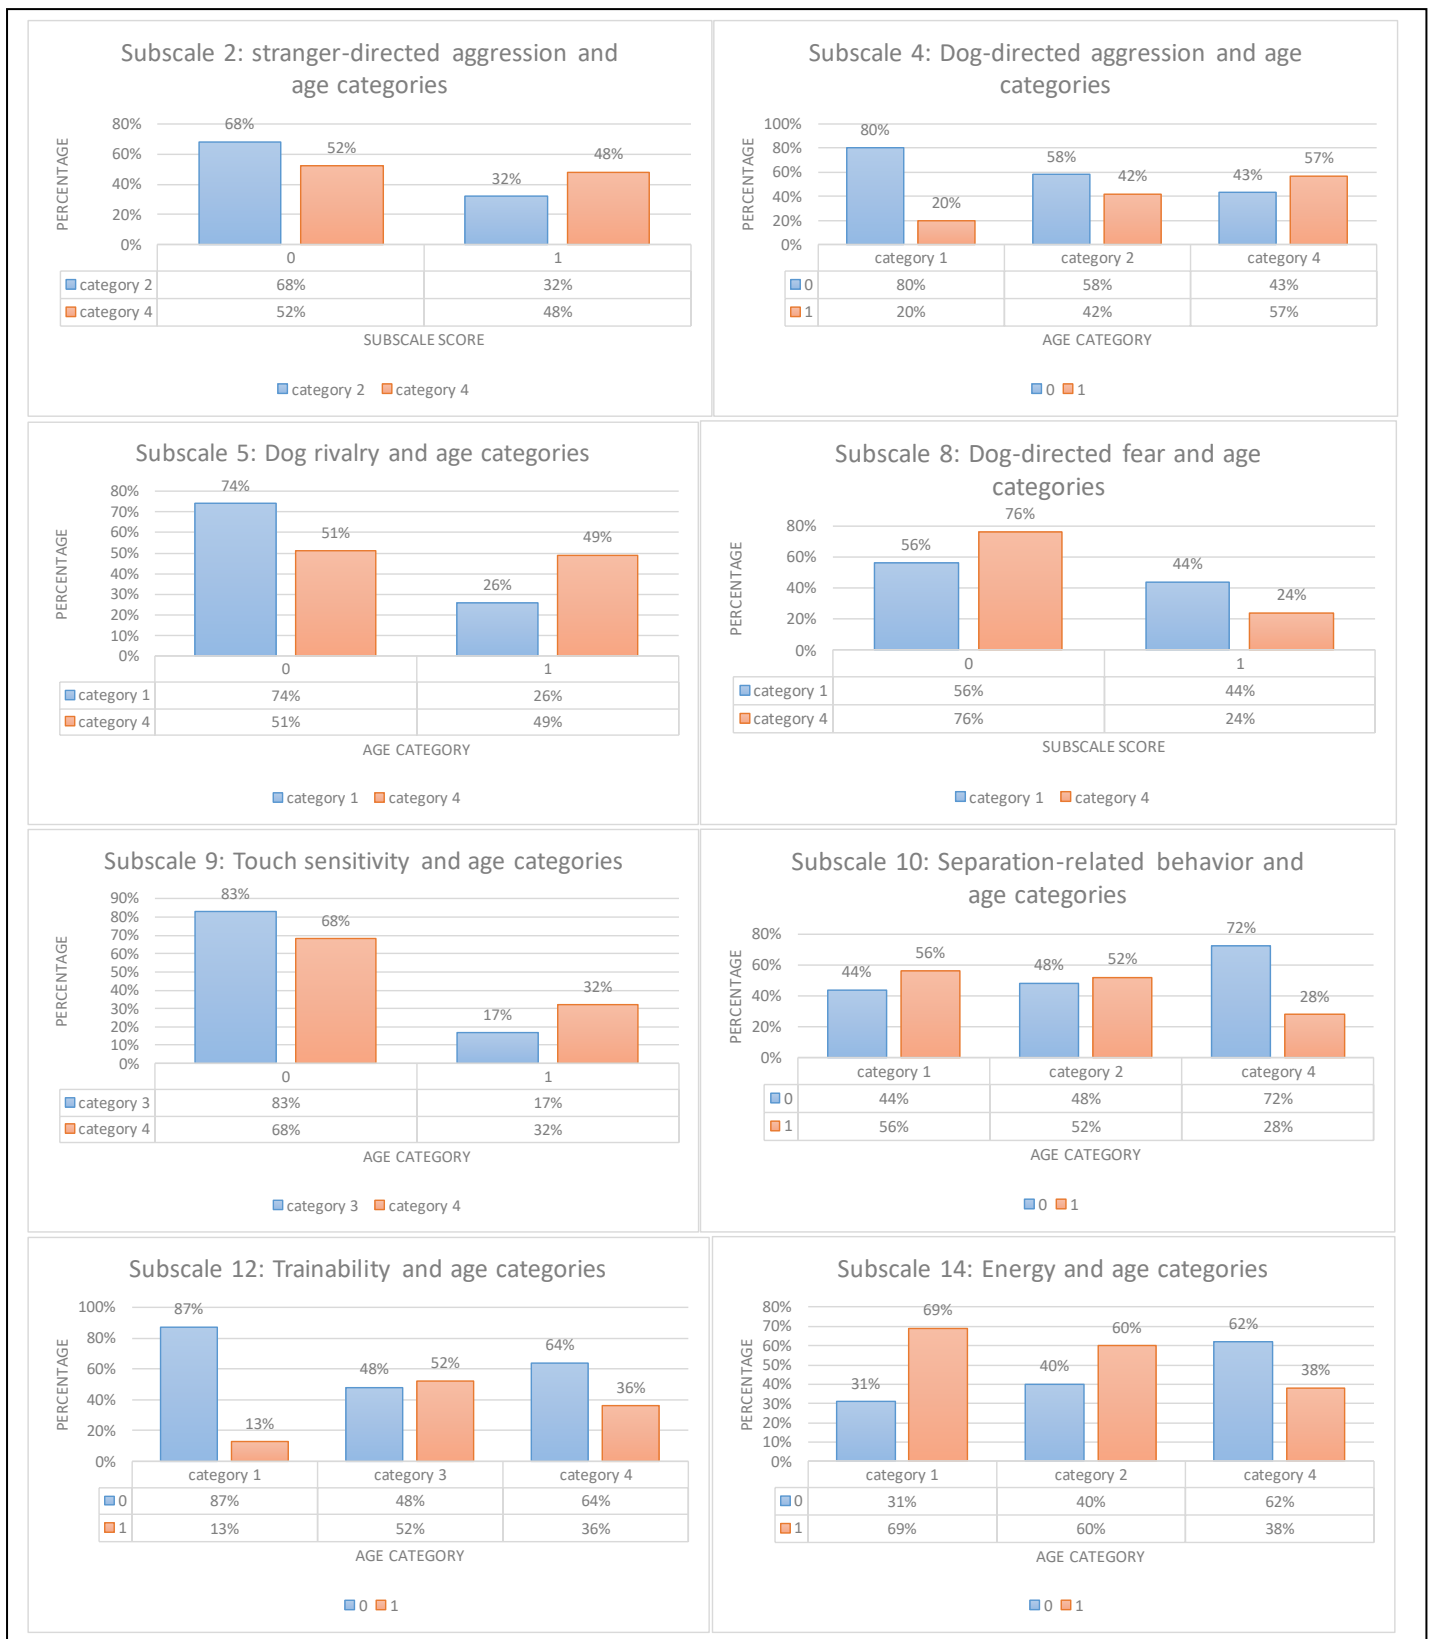 Subscale 2: stranger-directed aggression and
age categories
PERCENTAGE
80%
60%
40%
20%
0%
68%
52%
32%
48%
0 1
category 2 68% 32%
category 4 52% 48%
SUBSCALE SCORE
category 2 category 4
Subscale 4: Dog-directed aggression and age
categories
PERCENTAGE
100%
80%
60%
40%
20%
0%
80%
20%
58%
42%
43%
57%
category 1 category 2 category 4
0 80% 58% 43%
1 20% 42% 57%
AGE CATEGORY
0 1
Subscale 5: Dog rivalry and age categories
PERCENTAGE
80%
70%
60%
50%
40%
30%
20%
10%
0%
74%
51%
26%
49%
0 1
category 1 74% 26%
category 4 51% 49%
AGE CATEGORY
category 1 category 4
Subscale 8: Dog-directed fear and age
categories
PERCENTAGE
80%
60%
40%
20%
0%
56%
76%
44%
24%
0 1
category 1 56% 44%
category 4 76% 24%
SUBSCALE SCORE
category 1 category 4
Subscale 9: Touch sensitivity and age categories
PERCENTAGE
90%
80%
70%
60%
50%
40%
30%
20%
10%
0%
83%
68%
17%
32%
0 1
category 3 83% 17%
category 4 68% 32%
AGE CATEGORY
category 3 category 4
Subscale 10: Separation-related behavior and
age categories
PERCENTAGE
80%
60%
40%
20%
0%
44%
56%
48%
52%
72%
28%
category 1 category 2 category 4
0 44% 48% 72%
1 56% 52% 28%
AGE CATEGORY
0 1
Subscale 12: Trainability and age categories
PERCENTAGE
100%
80%
60%
40%
20%
0%
87%
13%
48%
52%
64%
36%
category 1 category 3 category 4
0 87% 48% 64%
1 13% 52% 36%
AGE CATEGORY
0 1
Subscale 14: Energy and age categories
PERCENTAGE
80%
70%
60%
50%
40%
30%
20%
10%
0%
31%
69%
40%
60%
62%
38%
category 1 category 2 category 4
0 31% 40% 62%
1 69% 60% 38%
AGE CATEGORY
0 1